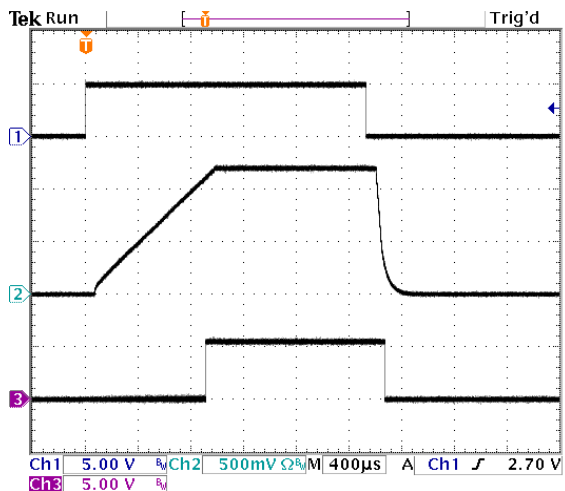 Tek Run Trig'd
T
T
1
2
3
Ch1 5.00 V BW Ch2 500mV ΩBW M 400µs A Ch1 ʃ 2.70 V
Ch3 5.00 V BW